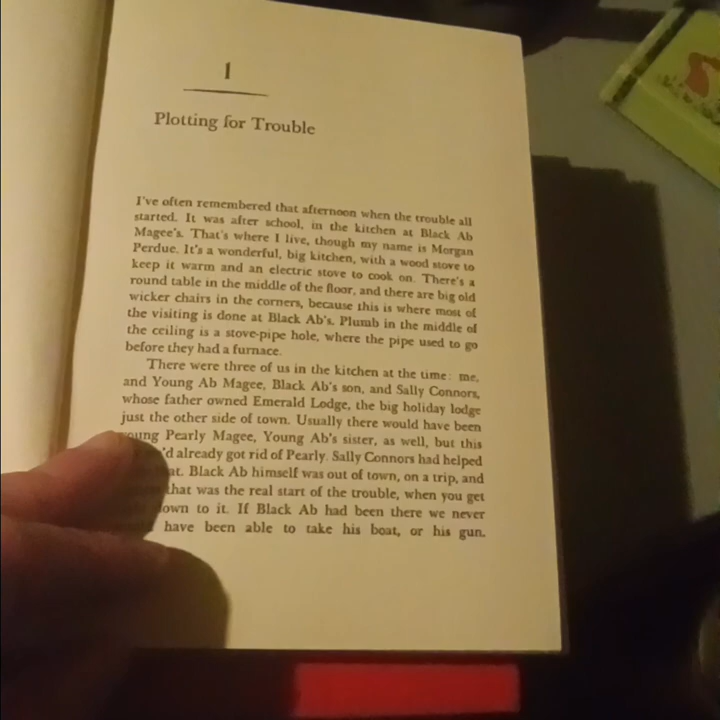 1
Plotting for Trouble
I've often remembered that afternoon when the trouble all
started. It was after school, in the kitchen at Black Ab
Magee's. That's where I live, though my name is Morgan
Perdue. It's a wonderful, big kitchen, with a wood stove to
keep it warm and an electric stove to cook on. There's a
round table in the middle of the floor, and there are big old
wicker chairs in the corners, because this is where most of
the visiting is done at Black Ab's. Plumb in the middle of
the ceiling is a stove-pipe hole, where the pipe used to go
before they had a furnace.
There were three of us in the kitchen at the time: me,
and Young Ab Magee, Black Ab's son, and Sally Connors,
whose father owned Emerald Lodge, the big holiday lodge
just the other side of town. Usually there would have been
young Pearly Magee, Young Ab's sister, as well, but this
'd already got rid of Pearly. Sally Connors had helped
at. Black Ab himself was out of town, on a trip, and
that was the real start of the trouble, when you get
down to it. If Black Ab had been there we never
have been able to take his boat, or his gun.